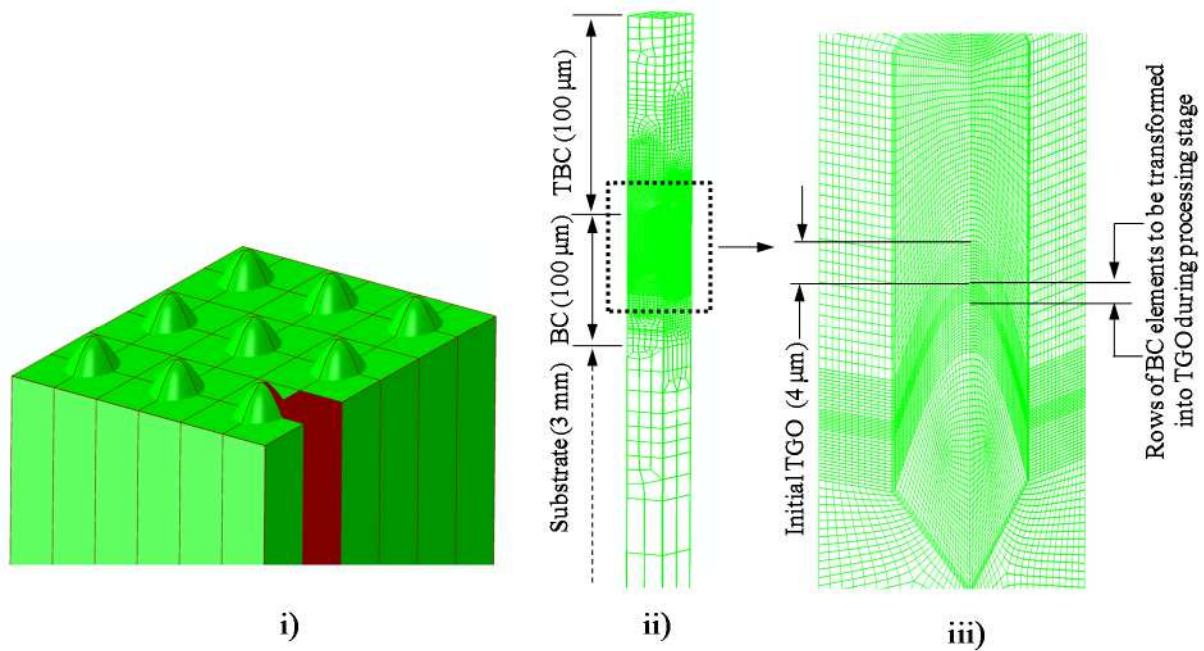 TBC (100 µm)
BC (100 µm)
Substrate (3 mm)
Initial TGO (4 µm)
Rows of BC elements to be transformed
into TGO during processing stage
i)
ii)
iii)